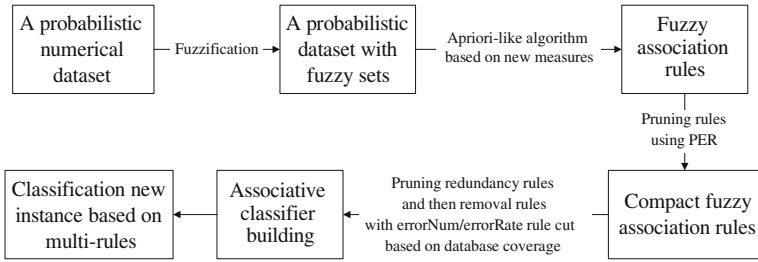 A probabilistic
numerical
dataset
Fuzzification
A probabilistic
dataset with
fuzzy sets
Apriori-like algorithm
based on new measures
Fuzzy
association
rules
Pruning rules
using PER
Compact fuzzy
association rules
Pruning redundancy rules
and then removal rules
with errorNum/errorRate rule cut
based on database coverage
Associative
classifier
building
Classification new
instance based on
multi-rules